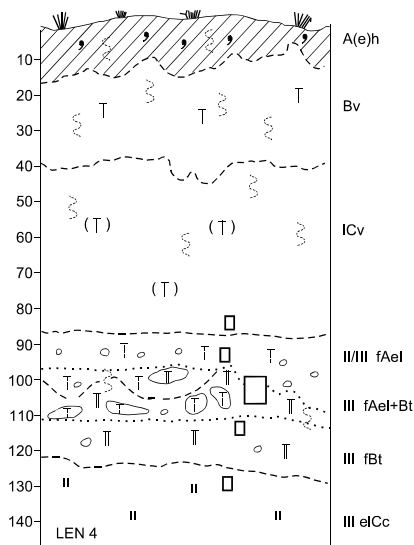 A(e)h
10
Bv
20
30
40
50
ICv
60
70
80
90
II/III fAel
100
III fAel+Bt
110
120
III fBt
130
140
III elCc
LEN 4